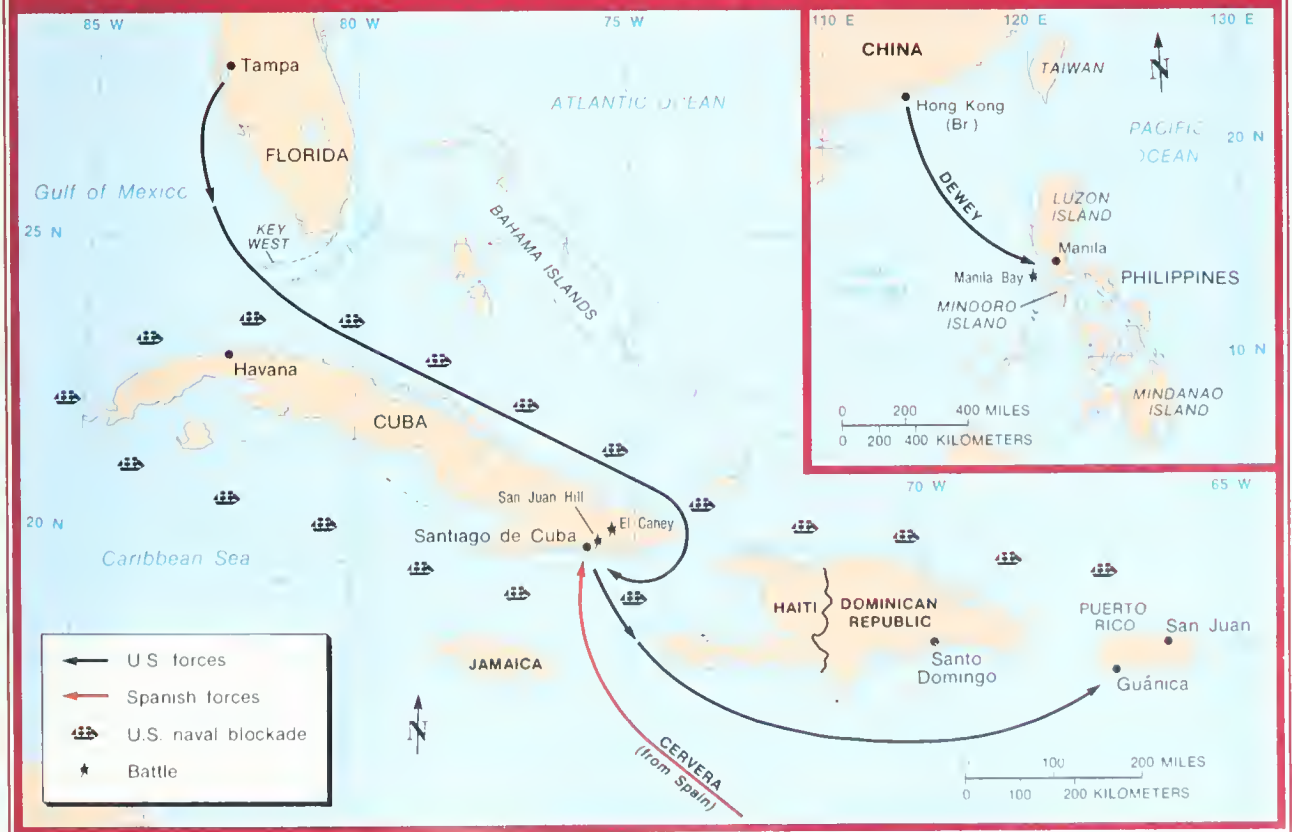 85 W
80 W
75 W
Tampa
ATLANTIC OCEAN
FLORIDA
Gulf of Mexico
25 N
KEY
WEST
BAHAMA ISLANDS
Havana
CUBA
San Juan Hill
El Caney
20 N
Santiago de Cuba
Caribbean Sea
HAITI
DOMINICAN
REPUBLIC
PUERTO
RICO
San Juan
JAMAICA
Santo
Domingo
Guánica
70 W
65 W
CERVERA
(from Spain)
N
100 200 MILES
0 100 200 KILOMETERS
U S forces
Spanish forces
U.S. naval blockade
Battle
110 E
120 E
130 E
CHINA
TAIWAN
N
Hong Kong
(Br)
PACIFIC
OCEAN
20 N
DEWEY
LUZON
ISLAND
Manila
Manila Bay
PHILIPPINES
MINDORO
ISLAND
10 N
MINDANAO
ISLAND
0 200 400 MILES
0 200 400 KILOMETERS